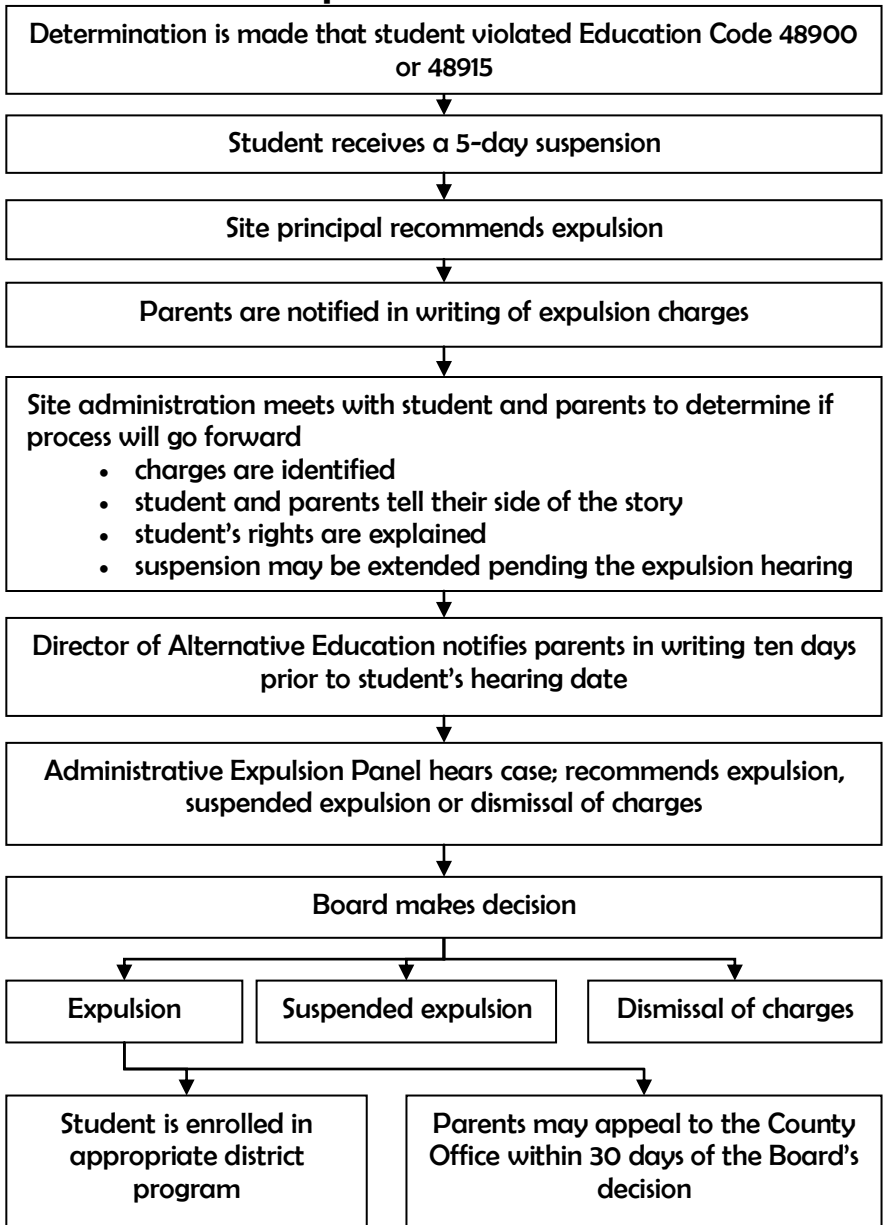 Determination is made that student violated Education Code 48900
or 48915
Student receives a 5-day suspension
Site principal recommends expulsion
Parents are notified in writing of expulsion charges
Site administration meets with student and parents to determine if
process will go forward
• charges are identified
• student and parents tell their side of the story
• student's rights are explained
• suspension may be extended pending the expulsion hearing
Director of Alternative Education notifies parents in writing ten days
prior to student's hearing date
Administrative Expulsion Panel hears case; recommends expulsion,
suspended expulsion or dismissal of charges
Board makes decision
Expulsion
Suspended expulsion
Dismissal of charges
Student is enrolled in
appropriate district
program
Parents may appeal to the County
Office within 30 days of the Board's
decision